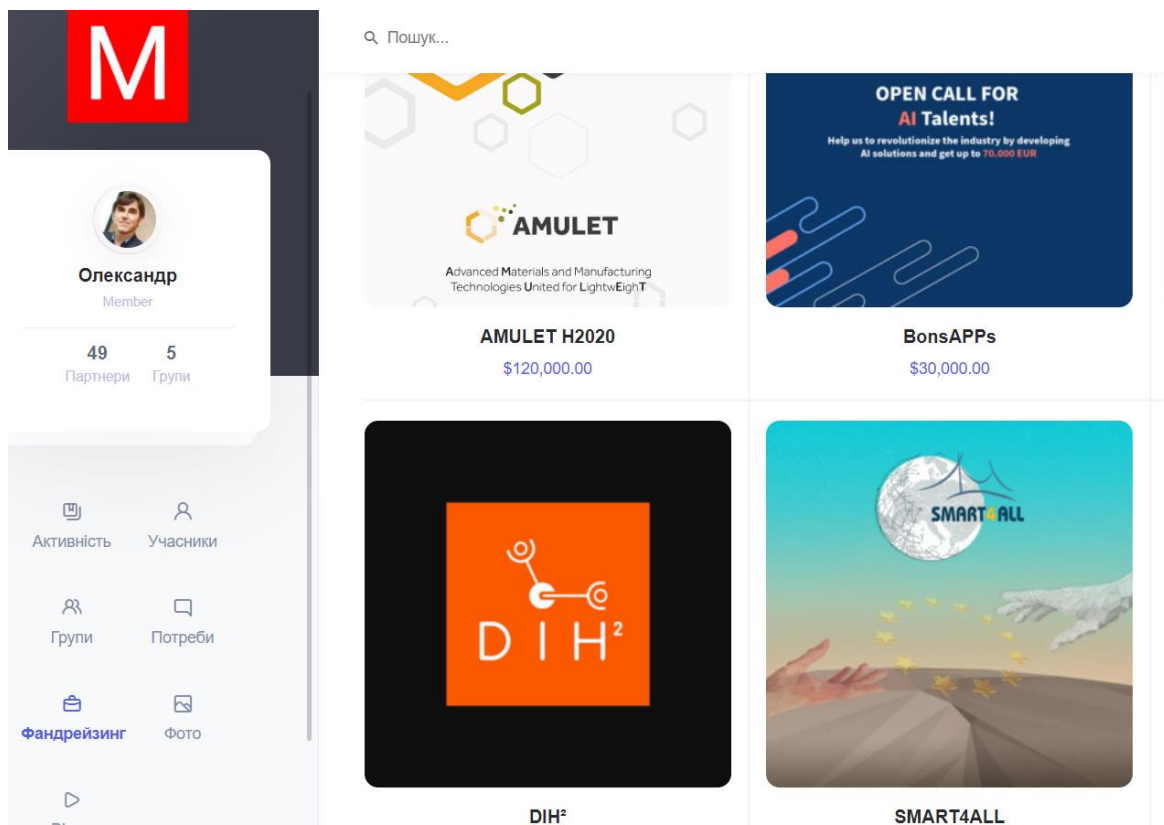 M
Олександр
Member
49 5
Партнери Групи
Активність Учасники
Групи Потреби
Фандрейзинг Фото
Пошук...
AMULET
Advanced Materials and Manufacturing
Technologies United for LightwEighT
AMULET H2020
$120,000.00
OPEN CALL FOR
AI Talents!
Help us to revolutionize the industry by developing
AI solutions and get up to 70.000 EUR
BonsAPPs
$30,000.00
DIH²
DIH²
SMART4ALL
SMART4ALL